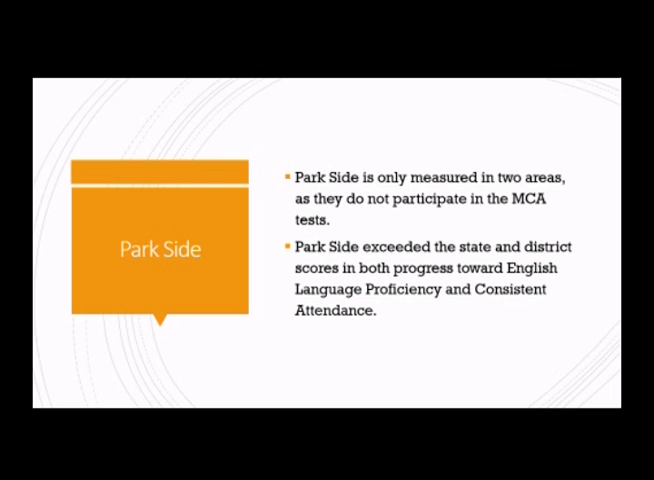 Park Side
Park Side is only measured in two areas,
as they do not participate in the MCA
tests.
Park Side exceeded the state and district
scores in both progress toward English
Language Proficiency and Consistent
Attendance.